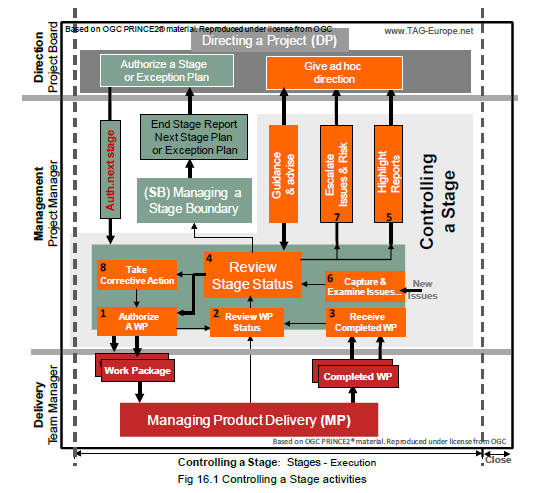 Based on OGC PRINCE2® material. Reproduced under license from OGC
www.TAG-Europe.net
Directing a Project (DP)
Direction
Project Board
Authorize a Stage
or Exception Plan
Give ad hoc
direction
Management
Project Manager
Auth.next stage
End Stage Report
Next Stage Plan
or Exception Plan
(SB) Managing a
Stage Boundary
Guidance
& advise
Escalate
Issues & Risk
7
Highlight
Reports
5
Controlling
a Stage
4
Review
Stage Status
8
Take
Corrective Action
6
Capture &
Examine Issues...
New
Issues
1
Authorize
A WP
2
Review WP
Status
3
Receive
Completed WP
Delivery
Team Manager
Work Package
Completed WP
Managing Product Delivery (MP)
Based on OGC PRINCE2® material. Reproduced under license from OGC
Controlling a Stage: Stages - Execution
Close
Fig 16.1 Controlling a Stage activities